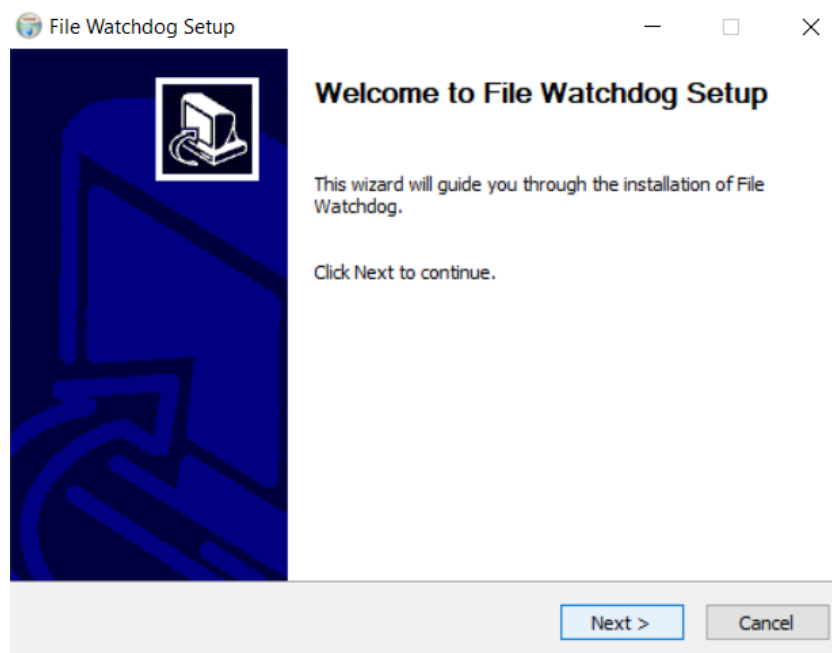 File Watchdog Setup
Welcome to File Watchdog Setup
This wizard will guide you through the installation of File
Watchdog.
Click Next to continue.
Next >
Cancel